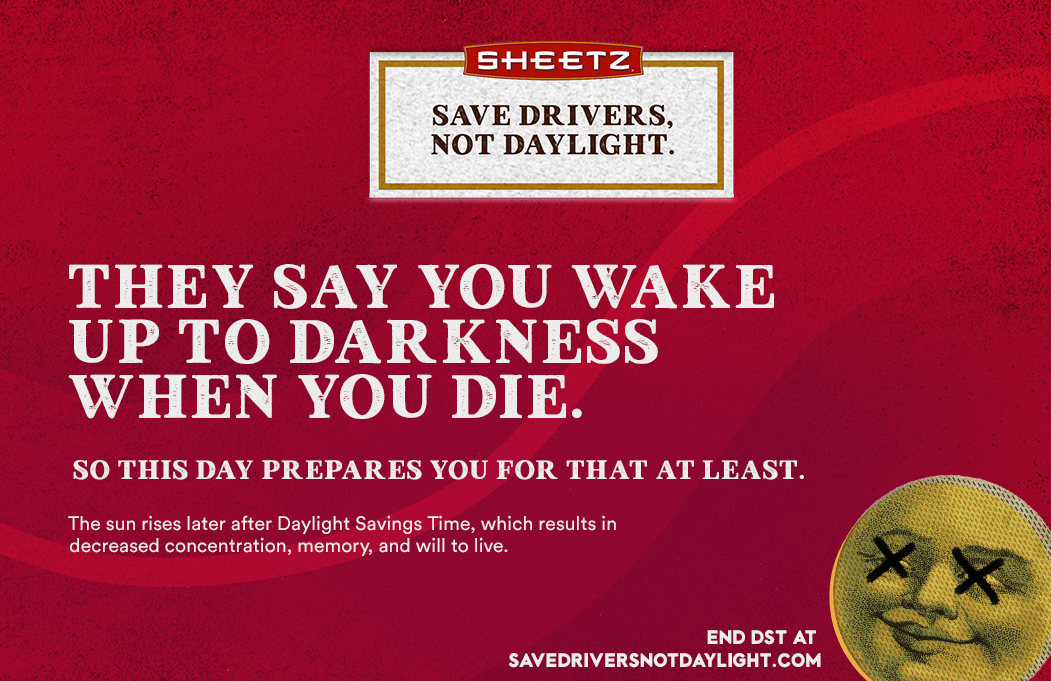 SHEETZ
SAVE DRIVERS,
NOT DAYLIGHT.
THEY SAY YOU WAKE
UP TO DARKNESS
WHEN YOU DIE.
SO THIS DAY PREPARES YOU FOR THAT AT LEAST.
The sun rises later after Daylight Savings Time, which results in
decreased concentration, memory, and will to live.
END DST AT
SAVEDRIVERSNOTDAYLIGHT.COM